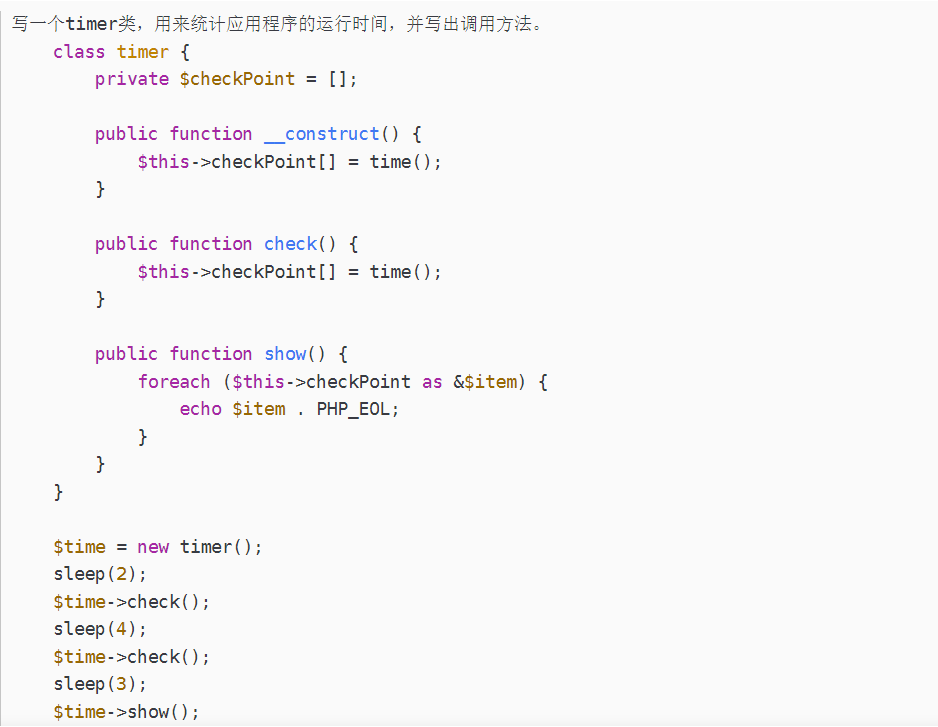 写一个timer类，用来统计应用程序的运行时间，并写出调用方法。
class timer {
private $checkPoint = [];
public function __construct() {
$this->checkPoint[] = time();
}
public function check() {
$this->checkPoint[] = time();
}
public function show() {
foreach ($this->checkPoint as &$item) {
echo $item . PHP_EOL;
}
}
}
$time = new timer();
sleep(2);
$time->check();
sleep(4);
$time->check();
sleep(3);
$time->show();